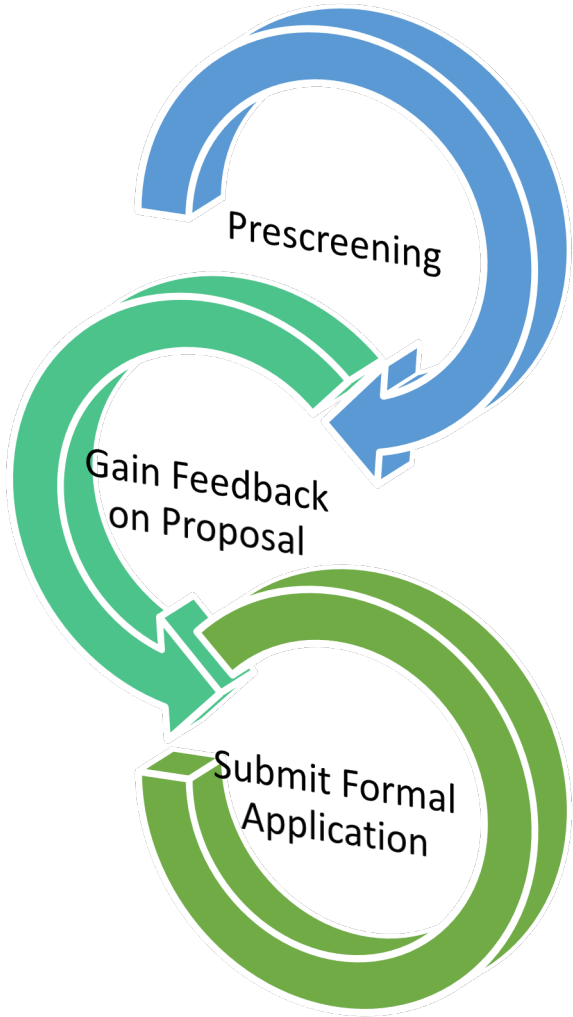 Prescreening
Gain Feedback
on Proposal
Submit Formal
Application